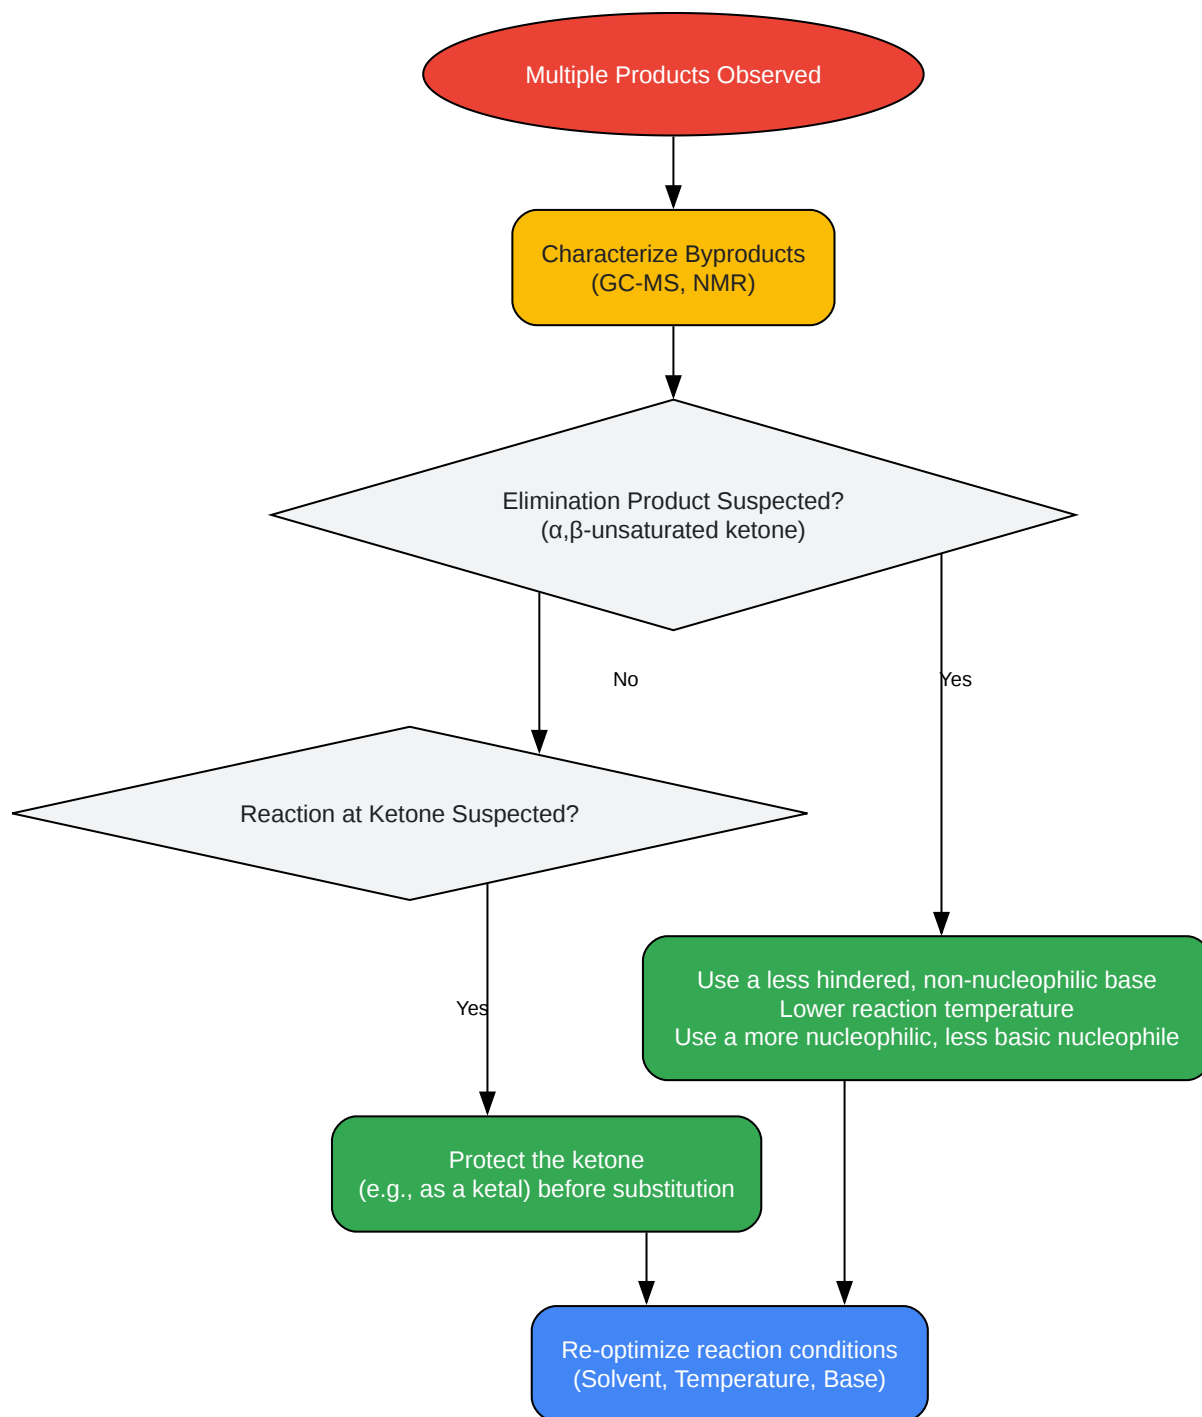 Multiple Products Observed
Characterize Byproducts
(GC-MS, NMR)
Elimination Product Suspected?
(α,β-unsaturated ketone)
No
Yes
Reaction at Ketone Suspected?
Use a less hindered, non-nucleophilic base
Lower reaction temperature
Use a more nucleophilic, less basic nucleophile
Yes
Protect the ketone
(e.g., as a ketal) before substitution
Re-optimize reaction conditions
(Solvent, Temperature, Base)